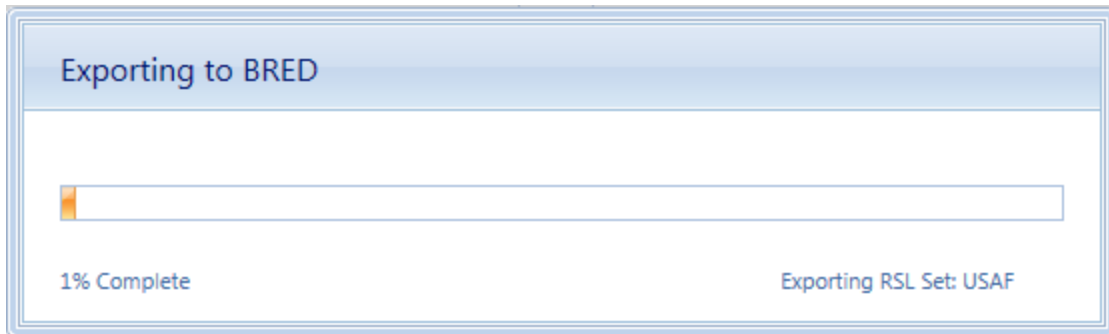 Exporting to BRED
1% Complete
Exporting RSL Set: USAF